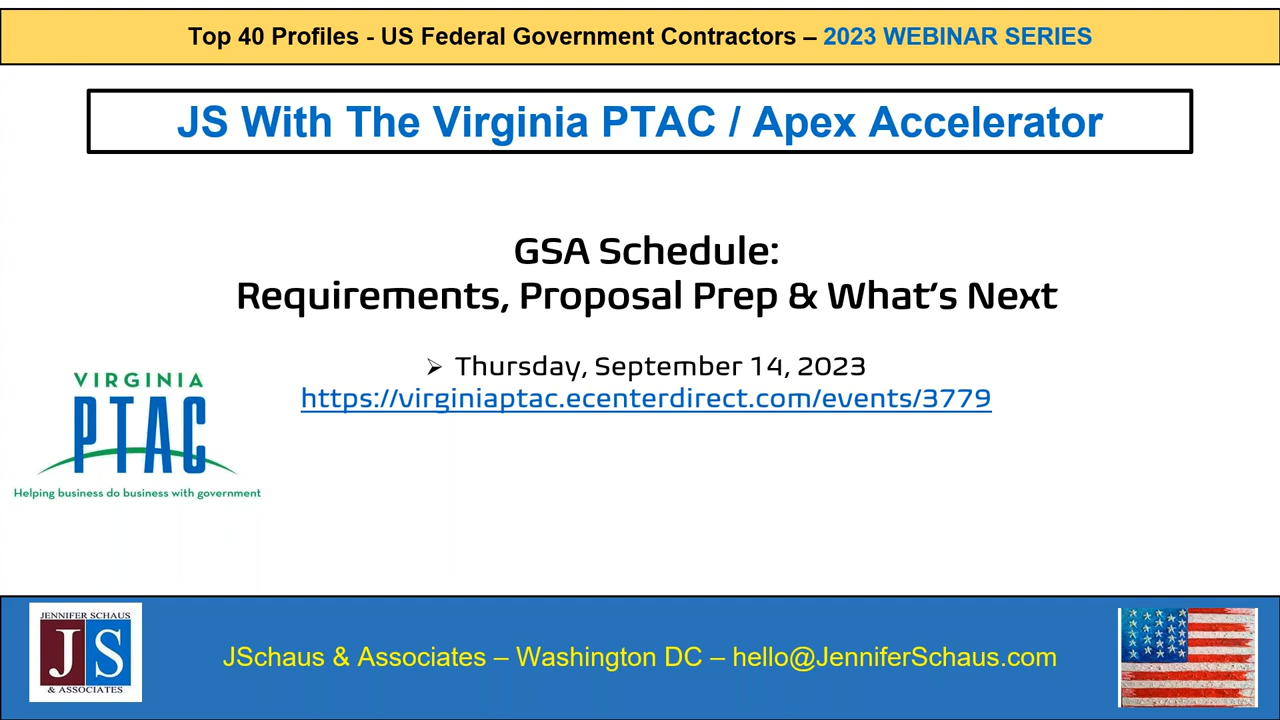 Top 40 Profiles - US Federal Government Contractors – 2023 WEBINAR SERIES
JS With The Virginia PTAC / Apex Accelerator
GSA Schedule:
Requirements, Proposal Prep & What's Next
➢ Thursday, September 14, 2023
https://virginiaptac.ecenterdirect.com/events/3779
VIRGINIA
PTAC
Helping business do business with government
JENNIFER SCHAUS
JS
& ASSOCIATES
JSchaus & Associates – Washington DC – hello@JenniferSchaus.com